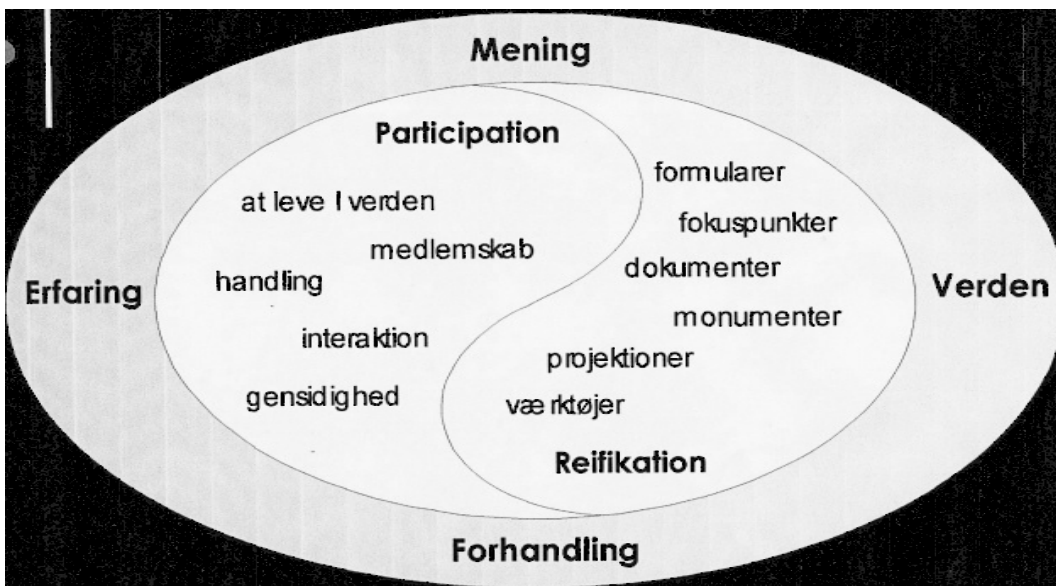 Mening
Participation
formularer
at leve I verden
fokuspunkter
medlemskab
dokumenter
handling
Erfaring
Verden
monumenter
interaktion
projektioner
gensidighed
værktøjer
Reifikation
Forhandling